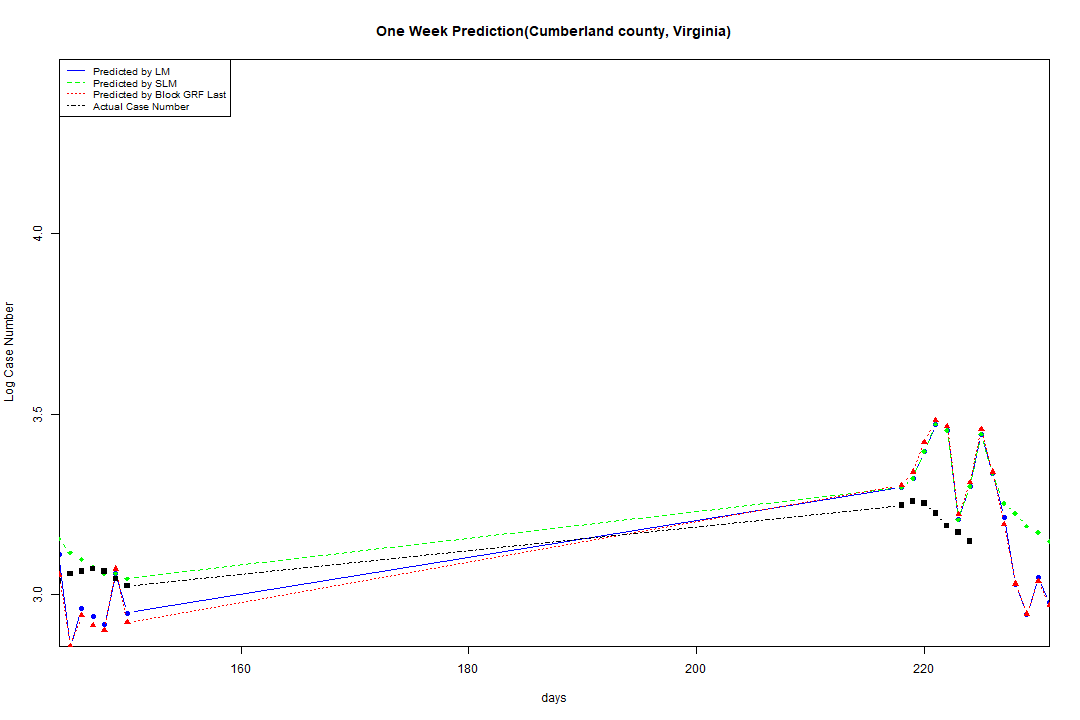 One Week Prediction(Cumberland county, Virginia)
Predicted by LM
Predicted by SLM
Predicted by Block GRF Last
Actual Case Number
4.0
3.5
3.0
Log Case Number
160
180
200
220
days